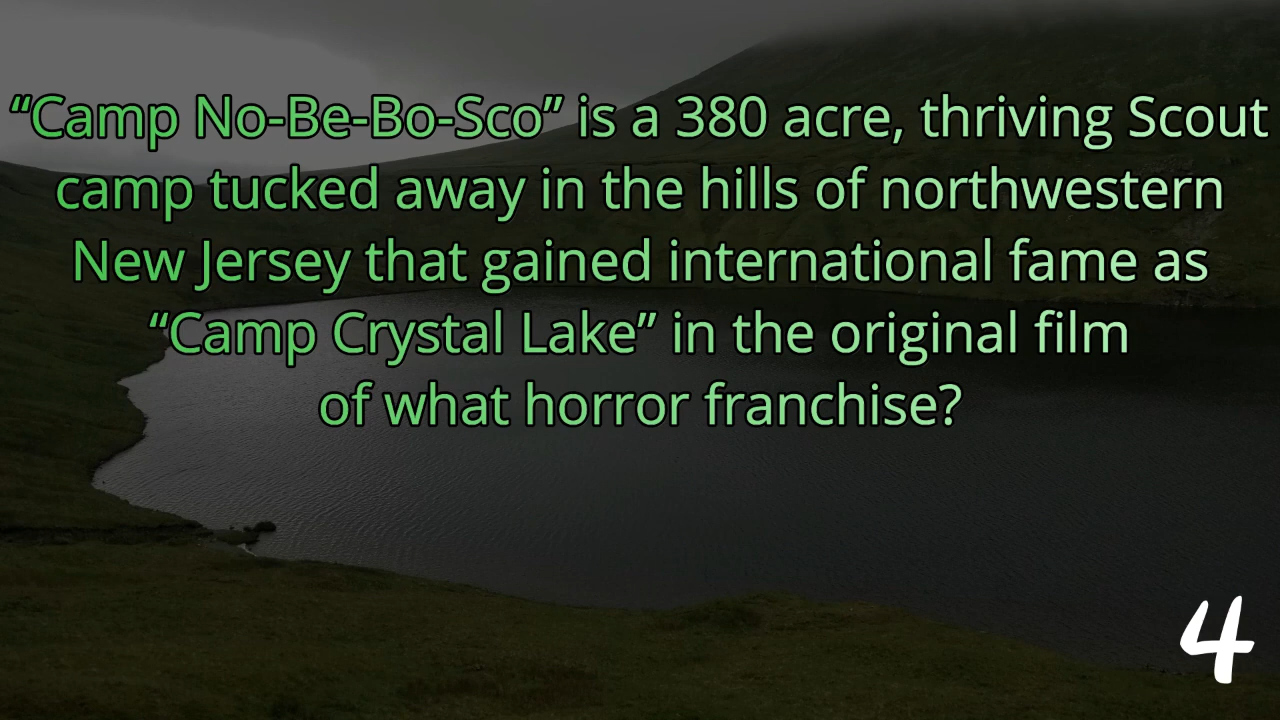 “Camp No-Be-Bo-Sco” is a 380 acre, thriving Scout
camp tucked away in the hills of northwestern
New Jersey that gained international fame as
“Camp Crystal Lake” in the original film
of what horror franchise?
4